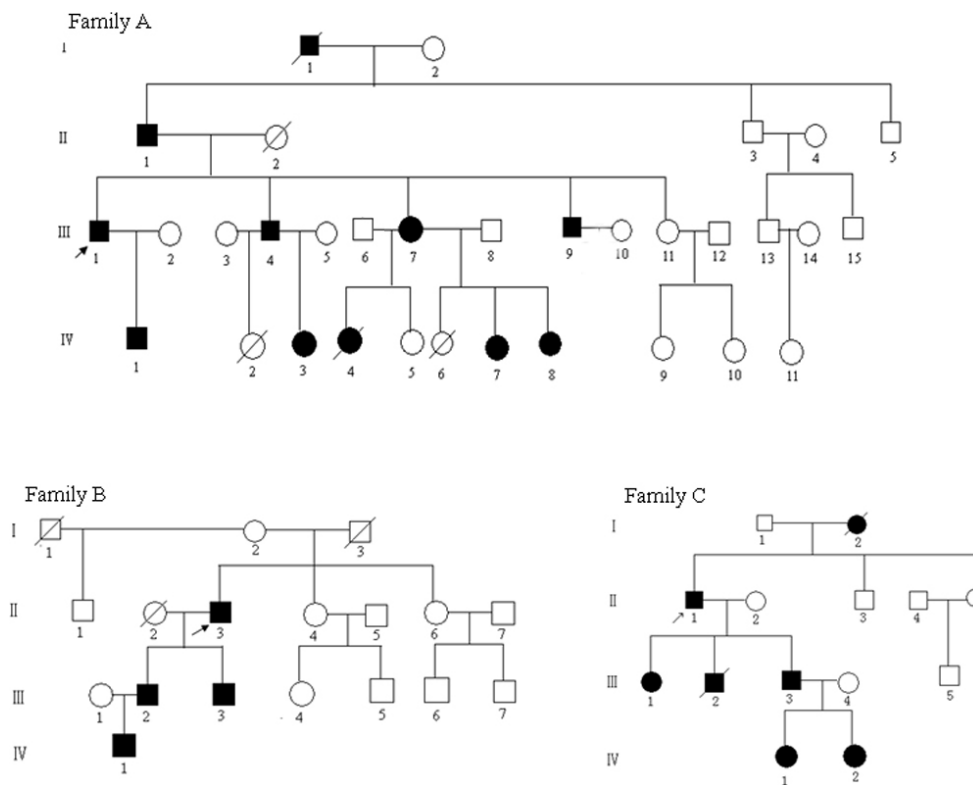 Family A
I
1 2
II
1 2 3 4 5
III
1 2 3 4 5 6 7 8 9 10 11 12 13 14 15
IV
1 2 3 4 5 6 7 8 9 10 11
Family B
I
1 2 3
II
1 2 3 4 5 6 7
III
1 2 3 4 5 6 7
IV
1
Family C
I
1 2
II
1 2 3 4
III
1 2 3 4 5
IV
1 2